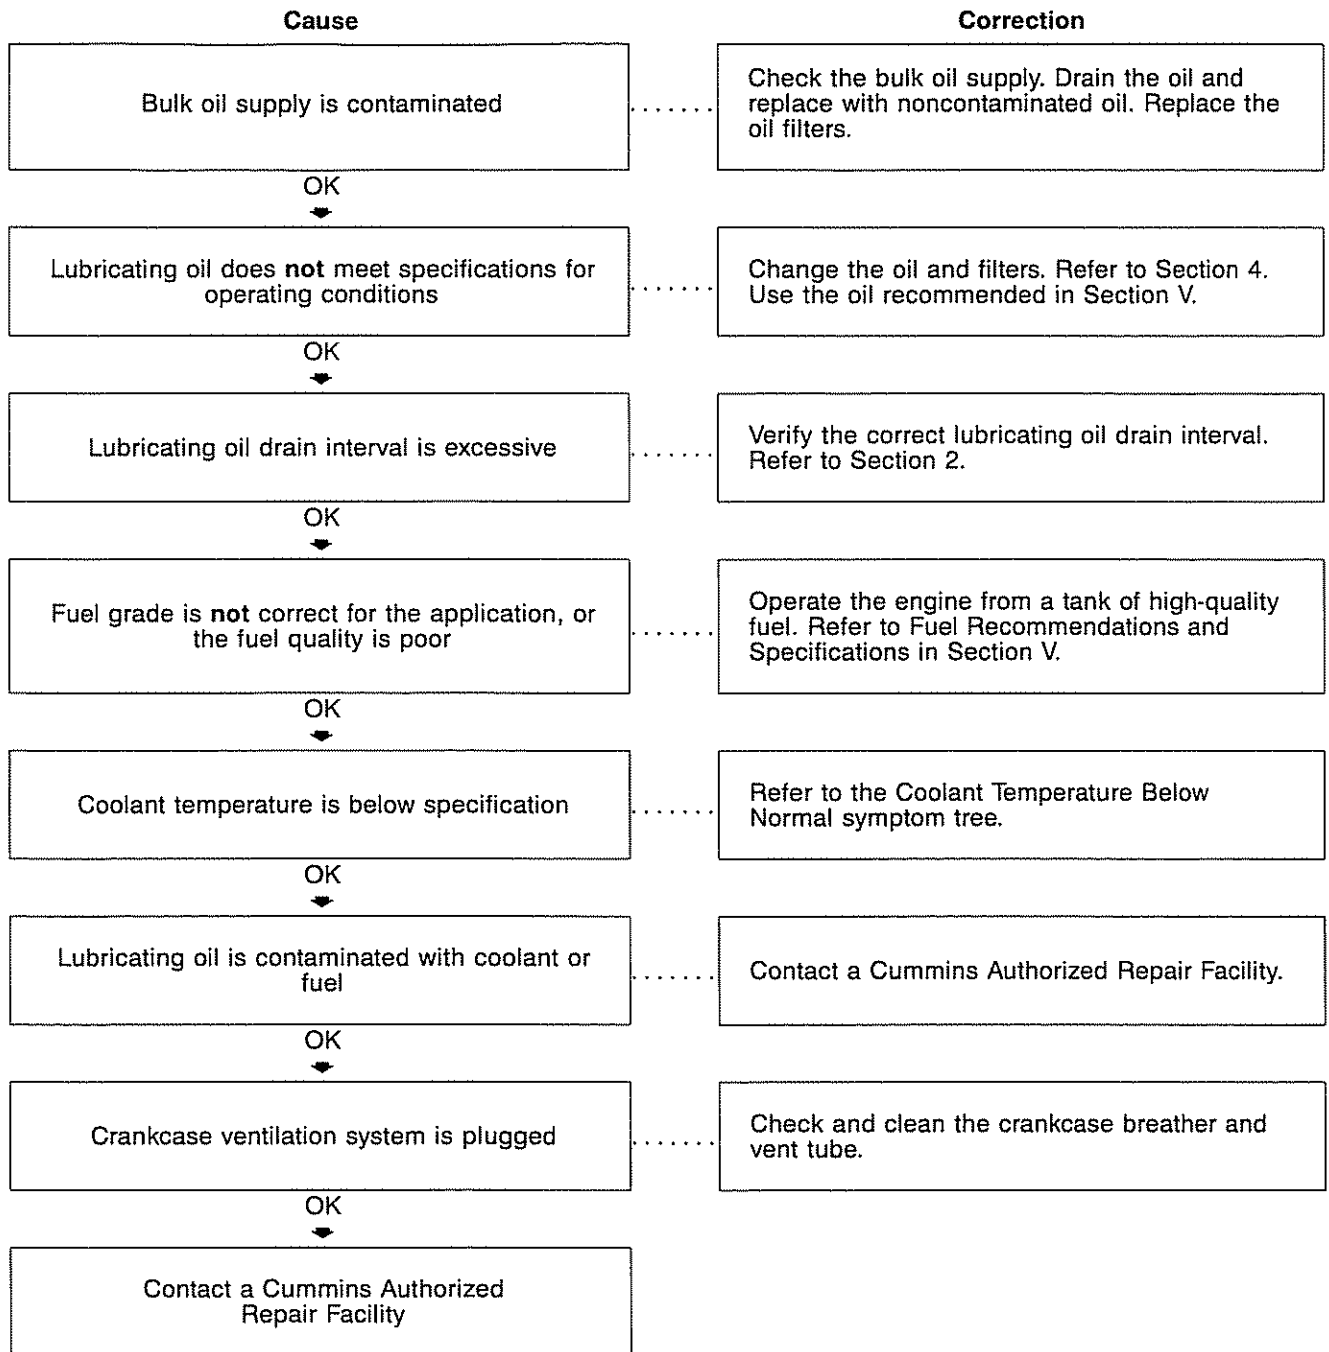 Cause
Correction
Bulk oil supply is contaminated
Check the bulk oil supply. Drain the oil and
replace with noncontaminated oil. Replace the
oil filters.
OK
Lubricating oil does not meet specifications for
operating conditions
Change the oil and filters. Refer to Section 4.
Use the oil recommended in Section V.
OK
Lubricating oil drain interval is excessive
Verify the correct lubricating oil drain interval.
Refer to Section 2.
OK
Fuel grade is not correct for the application, or
the fuel quality is poor
Operate the engine from a tank of high-quality
fuel. Refer to Fuel Recommendations and
Specifications in Section V.
OK
Coolant temperature is below specification
Refer to the Coolant Temperature Below
Normal symptom tree.
OK
Lubricating oil is contaminated with coolant or
fuel
Contact a Cummins Authorized Repair Facility.
OK
Crankcase ventilation system is plugged
Check and clean the crankcase breather and
vent tube.
OK
Contact a Cummins Authorized
Repair Facility